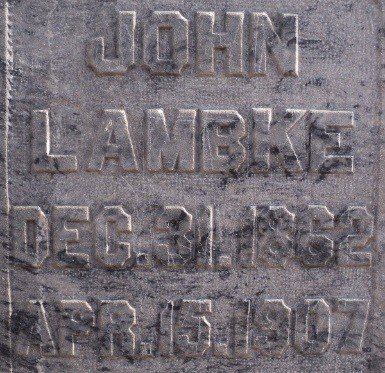 JOHN
LAMBKE
DEC.31.1862
APR.15.1907